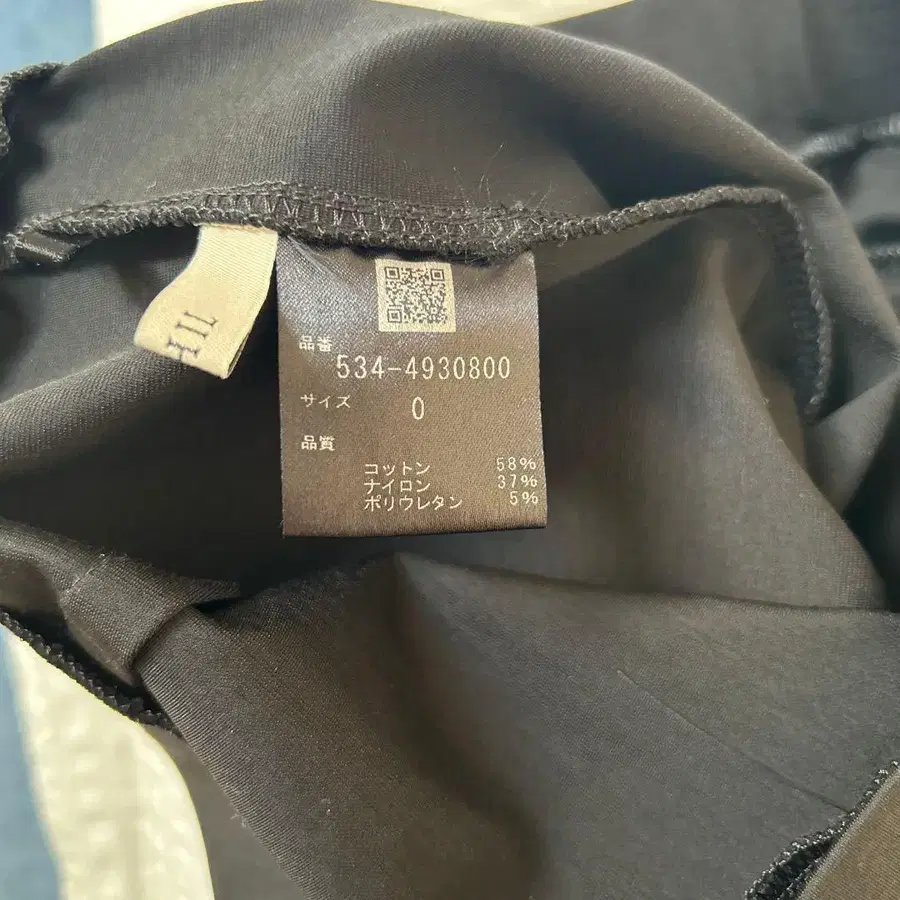 HIL
品番
534-4930800
サイズ 0
品質
コットン 58%
ナイロン 37%
ポリウレタン 5%